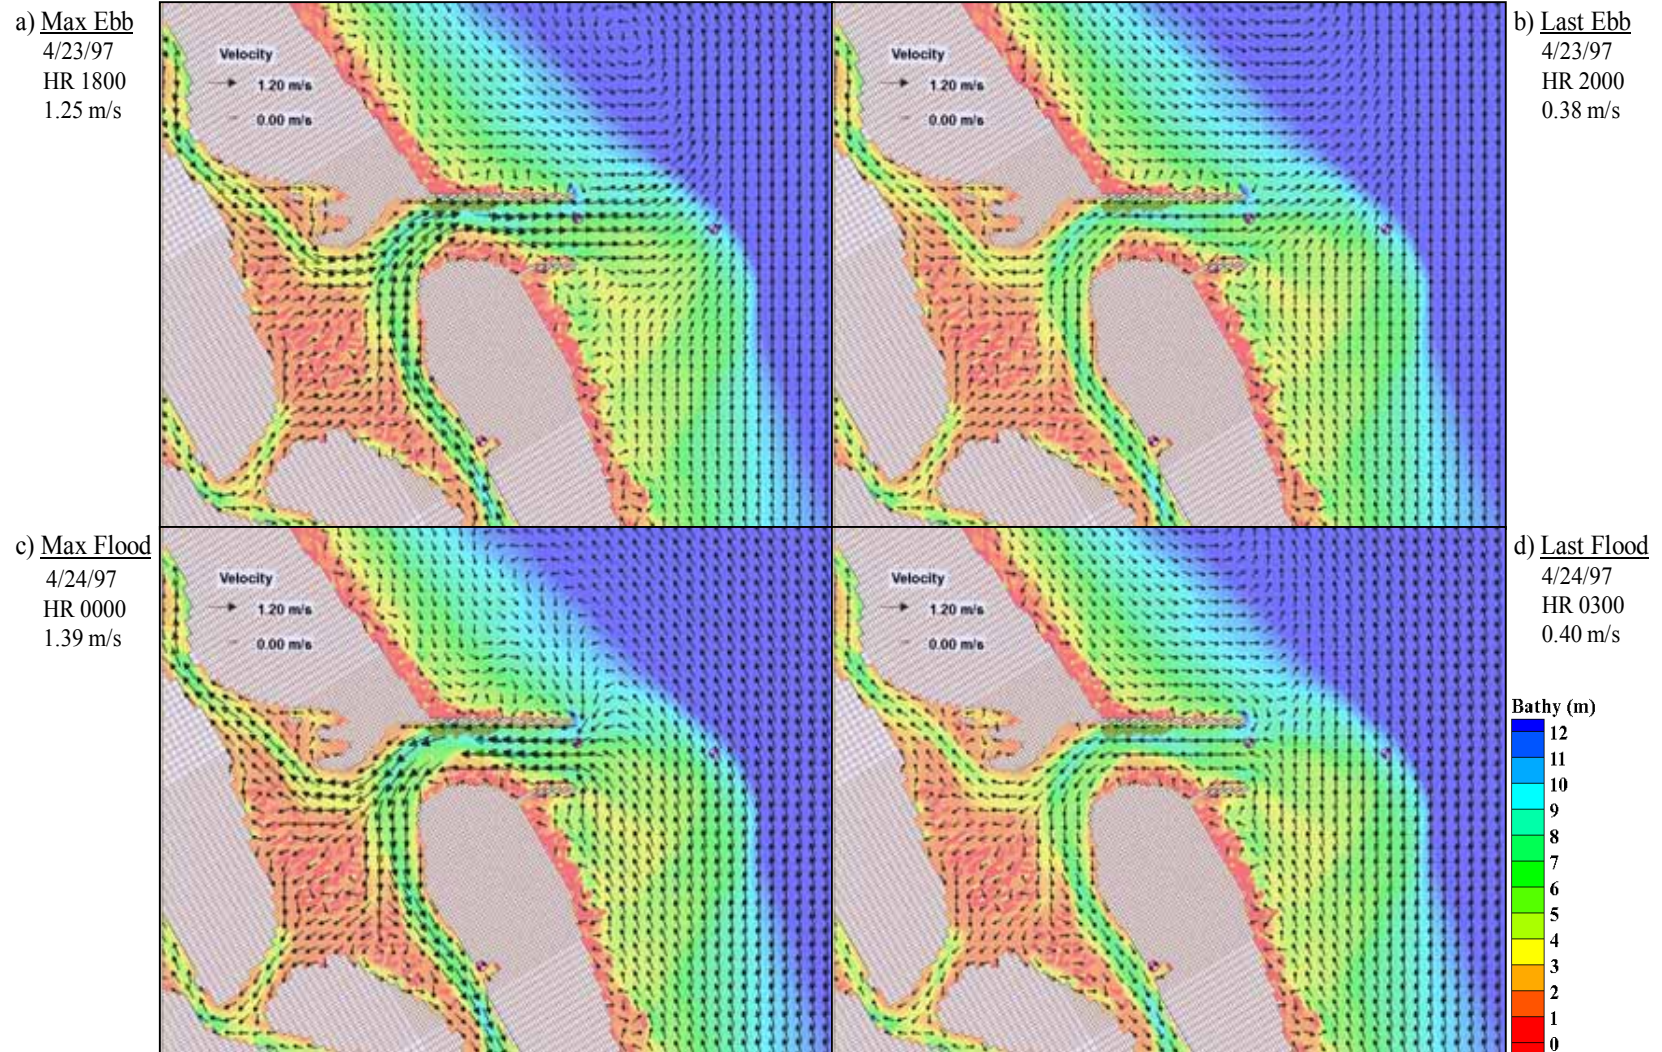 a) Max Ebb
4/23/97
HR 1800
1.25 m/s
Velocity
1.20 m/s
0.00 m/s
b) Last Ebb
4/23/97
HR 2000
0.38 m/s
Velocity
1.20 m/s
0.00 m/s
c) Max Flood
4/24/97
HR 0000
1.39 m/s
Velocity
1.20 m/s
0.00 m/s
d) Last Flood
4/24/97
HR 0300
0.40 m/s
Velocity
1.20 m/s
0.00 m/s
Bathy (m)
12
11
10
9
8
7
6
5
4
3
2
1
0